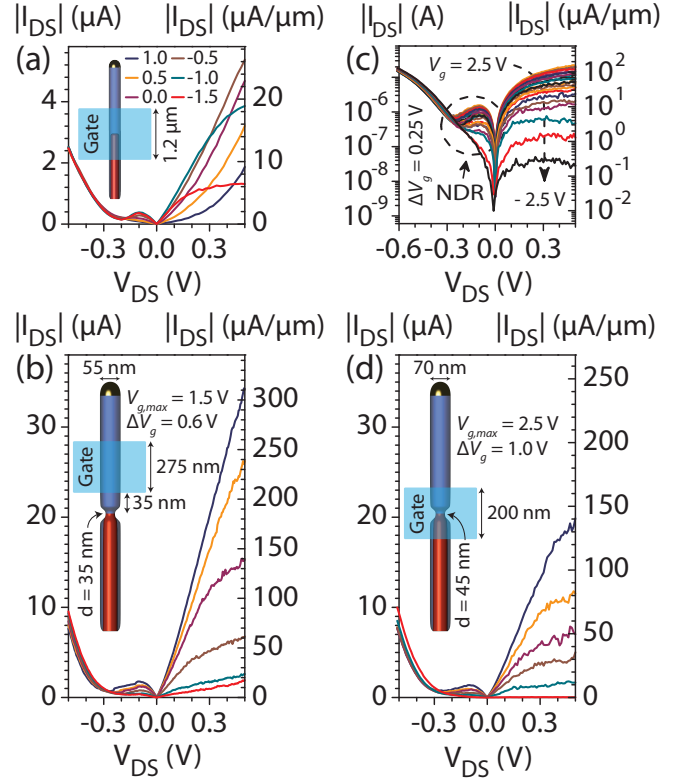 |I_DS| (μA) |I_DS| (μA/μm)
(a)
1.0 -0.5
0.5 -1.0
0.0 -1.5
Gate
1.2 μm
4
2
0
20
10
0
-0.3 0.0 0.3
V_DS (V)
|I_DS| (A) |I_DS| (μA/μm)
(c)
V_g = 2.5 V
ΔV_g = 0.25 V
NDR
- 2.5 V
10^-6
10^-7
10^-8
10^-9
10^2
10^1
10^0
10^-1
10^-2
-0.6 -0.3 0.0 0.3
V_DS (V)
|I_DS| (μA) |I_DS| (μA/μm)
(b)
55 nm
V_g,max = 1.5 V
ΔV_g = 0.6 V
Gate
275 nm
35 nm
d = 35 nm
30
20
10
0
300
250
200
150
100
50
0
-0.3 0.0 0.3
V_DS (V)
|I_DS| (μA) |I_DS| (μA/μm)
(d)
70 nm
V_g,max = 2.5 V
ΔV_g = 1.0 V
Gate
200 nm
d = 45 nm
30
20
10
0
250
200
150
100
50
0
-0.3 0.0 0.3
V_DS (V)